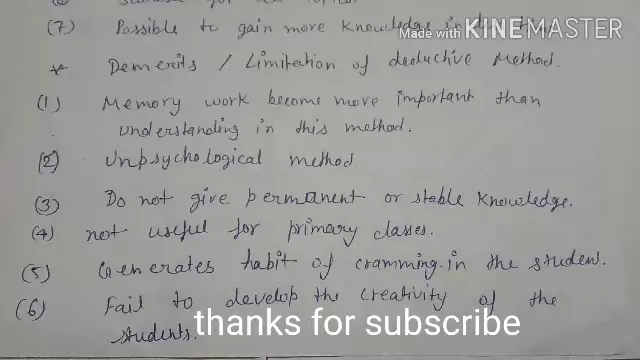 (7) Possible to gain more knowledge in
Made with KINEMASTER
* Demerits / Limitation of deductive Method.
(1) Memory work become more important than
understanding in this method.
(2) Unpsychological method.
(3) Do not give permanent or stable knowledge.
(4) not useful for primary classes.
(5) Generates habit of cramming in the student.
(6) Fail to develop the creativity of the
students.
thanks for subscribe